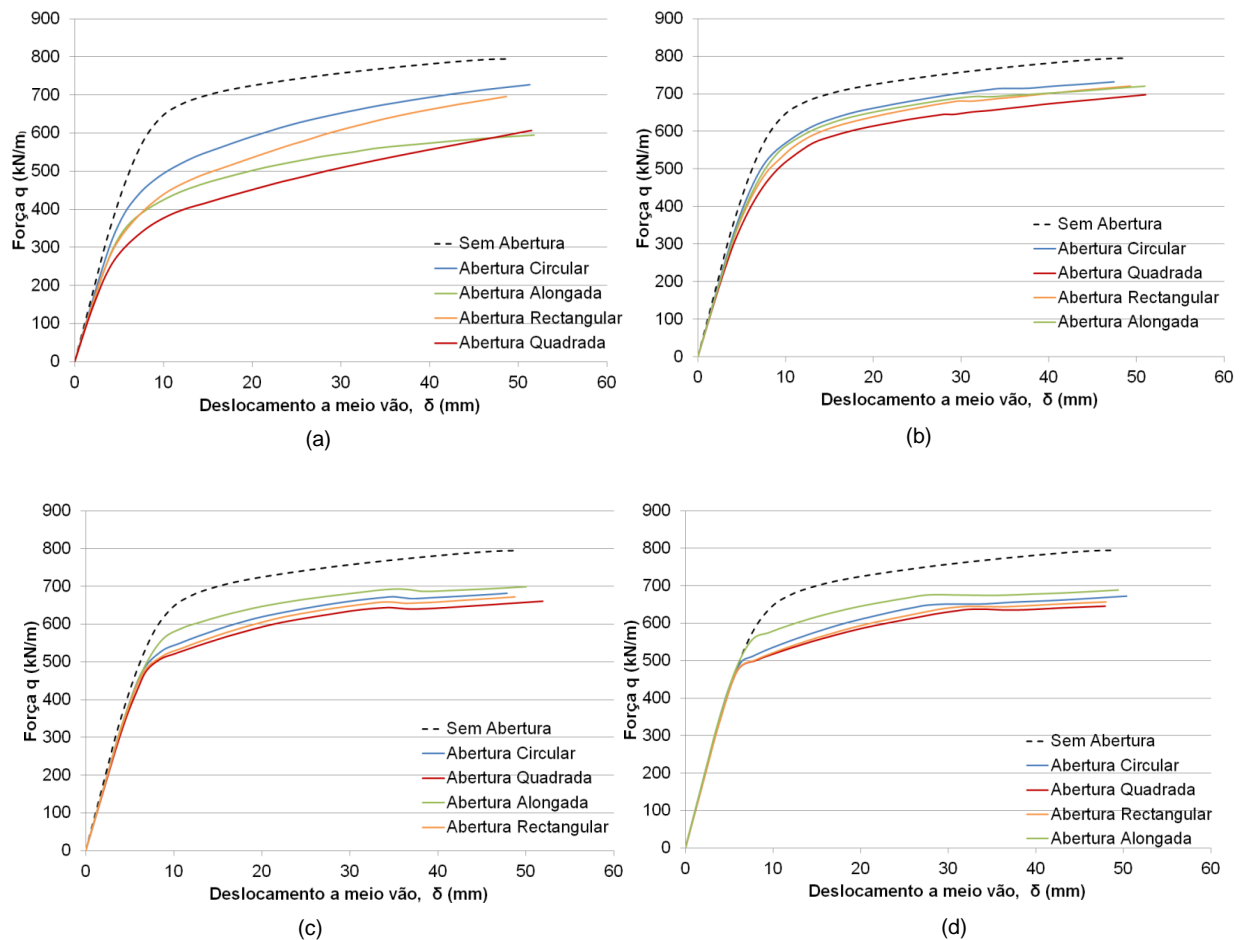 900
800
700
600
500
400
300
200
100
0
Força q (kN/m)
Sem Abertura
Abertura Circular
Abertura Alongada
Abertura Rectangular
Abertura Quadrada
0 10 20 30 40 50 60
Deslocamento a meio vão, δ (mm)
(a)
900
800
700
600
500
400
300
200
100
0
Força q (kN/m)
Sem Abertura
Abertura Circular
Abertura Quadrada
Abertura Rectangular
Abertura Alongada
0 10 20 30 40 50 60
Deslocamento a meio vão, δ (mm)
(b)
900
800
700
600
500
400
300
200
100
0
Força q (kN/m)
Sem Abertura
Abertura Circular
Abertura Quadrada
Abertura Alongada
Abertura Rectangular
0 10 20 30 40 50 60
Deslocamento a meio vão, δ (mm)
(c)
900
800
700
600
500
400
300
200
100
0
Força q (kN/m)
Sem Abertura
Abertura Circular
Abertura Quadrada
Abertura Rectangular
Abertura Alongada
0 10 20 30 40 50 60
Deslocamento a meio vão, δ (mm)
(d)